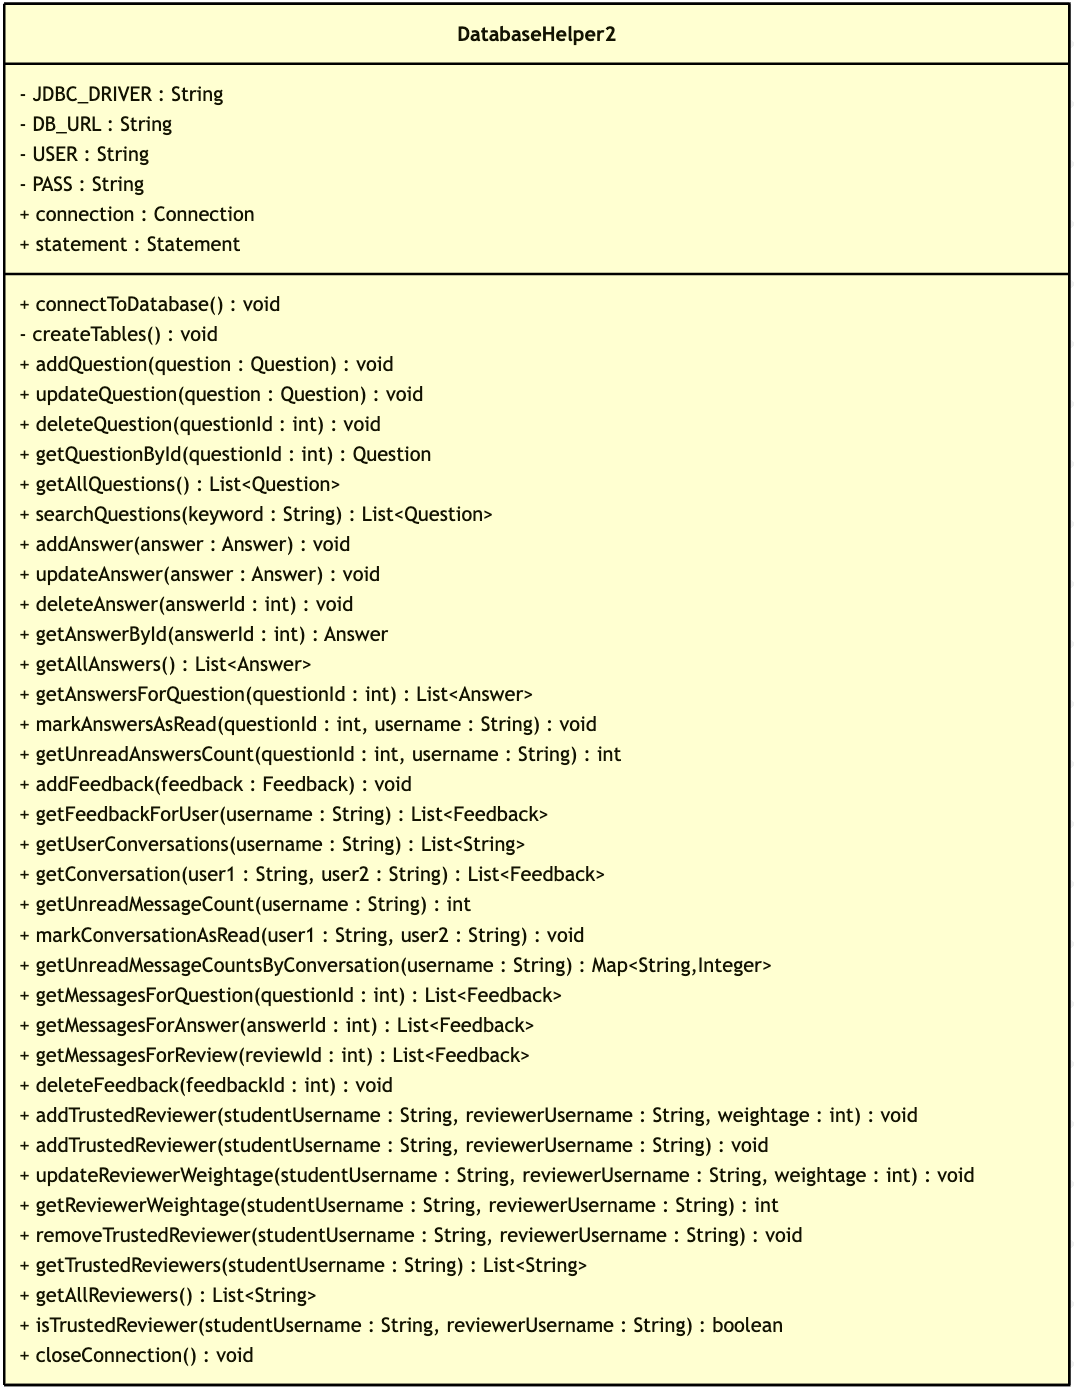 DatabaseHelper2
- JDBC_DRIVER : String
- DB_URL : String
- USER : String
- PASS : String
+ connection : Connection
+ statement : Statement
+ connectToDatabase() : void
- createTables() : void
+ addQuestion(question : Question) : void
+ updateQuestion(question : Question) : void
+ deleteQuestion(questionId : int) : void
+ getQuestionById(questionId : int) : Question
+ getAllQuestions() : List<Question>
+ searchQuestions(keyword : String) : List<Question>
+ addAnswer(answer : Answer) : void
+ updateAnswer(answer : Answer) : void
+ deleteAnswer(answerId : int) : void
+ getAnswerById(answerId : int) : Answer
+ getAllAnswers() : List<Answer>
+ getAnswersForQuestion(questionId : int) : List<Answer>
+ markAnswersAsRead(questionId : int, username : String) : void
+ getUnreadAnswersCount(questionId : int, username : String) : int
+ addFeedback(feedback : Feedback) : void
+ getFeedbackForUser(username : String) : List<Feedback>
+ getUserConversations(username : String) : List<String>
+ getConversation(user1 : String, user2 : String) : List<Feedback>
+ getUnreadMessageCount(username : String) : int
+ markConversationAsRead(user1 : String, user2 : String) : void
+ getUnreadMessageCountsByConversation(username : String) : Map<String,Integer>
+ getMessagesForQuestion(questionId : int) : List<Feedback>
+ getMessagesForAnswer(answerId : int) : List<Feedback>
+ getMessagesForReview(reviewId : int) : List<Feedback>
+ deleteFeedback(feedbackId : int) : void
+ addTrustedReviewer(studentUsername : String, reviewerUsername : String, weightage : int) : void
+ addTrustedReviewer(studentUsername : String, reviewerUsername : String) : void
+ updateReviewerWeightage(studentUsername : String, reviewerUsername : String, weightage : int) : void
+ getReviewerWeightage(studentUsername : String, reviewerUsername : String) : int
+ removeTrustedReviewer(studentUsername : String, reviewerUsername : String) : void
+ getTrustedReviewers(studentUsername : String) : List<String>
+ getAllReviewers() : List<String>
+ isTrustedReviewer(studentUsername : String, reviewerUsername : String) : boolean
+ closeConnection() : void